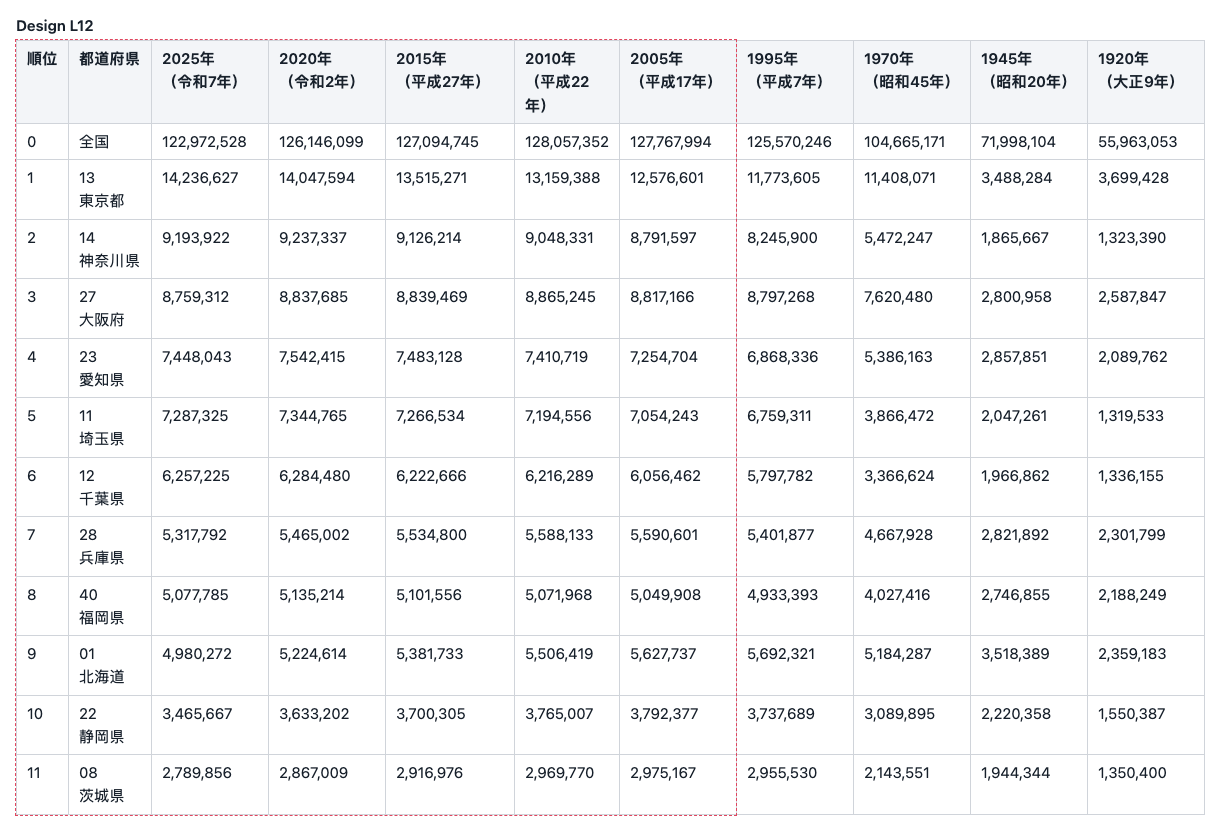 Design L12
順位 都道府県 2025年 2020年 2015年 2010年 2005年 1995年 1970年 1945年 1920年
（令和7年） （令和2年） （平成27年） （平成22 （平成17年） （平成7年） （昭和45年） （昭和20年） （大正9年）
年）
0 全国 122,972,528 126,146,099 127,094,745 128,057,352 127,767,994 125,570,246 104,665,171 71,998,104 55,963,053
1 13 14,236,627 14,047,594 13,515,271 13,159,388 12,576,601 11,773,605 11,408,071 3,488,284 3,699,428
東京都
2 14 9,193,922 9,237,337 9,126,214 9,048,331 8,791,597 8,245,900 5,472,247 1,865,667 1,323,390
神奈川県
3 27 8,759,312 8,837,685 8,839,469 8,865,245 8,817,166 8,797,268 7,620,480 2,800,958 2,587,847
大阪府
4 23 7,448,043 7,542,415 7,483,128 7,410,719 7,254,704 6,868,336 5,386,163 2,857,851 2,089,762
愛知県
5 11 7,287,325 7,344,765 7,266,534 7,194,556 7,054,243 6,759,311 3,866,472 2,047,261 1,319,533
埼玉県
6 12 6,257,225 6,284,480 6,222,666 6,216,289 6,056,462 5,797,782 3,366,624 1,966,862 1,336,155
千葉県
7 28 5,317,792 5,465,002 5,534,800 5,588,133 5,590,601 5,401,877 4,667,928 2,821,892 2,301,799
兵庫県
8 40 5,077,785 5,135,214 5,101,556 5,071,968 5,049,908 4,933,393 4,027,416 2,746,855 2,188,249
福岡県
9 01 4,980,272 5,224,614 5,381,733 5,506,419 5,627,737 5,692,321 5,184,287 3,518,389 2,359,183
北海道
10 22 3,465,667 3,633,202 3,700,305 3,765,007 3,792,377 3,737,689 3,089,895 2,220,358 1,550,387
静岡県
11 08 2,789,856 2,867,009 2,916,976 2,969,770 2,975,167 2,955,530 2,143,551 1,944,344 1,350,400
茨城県